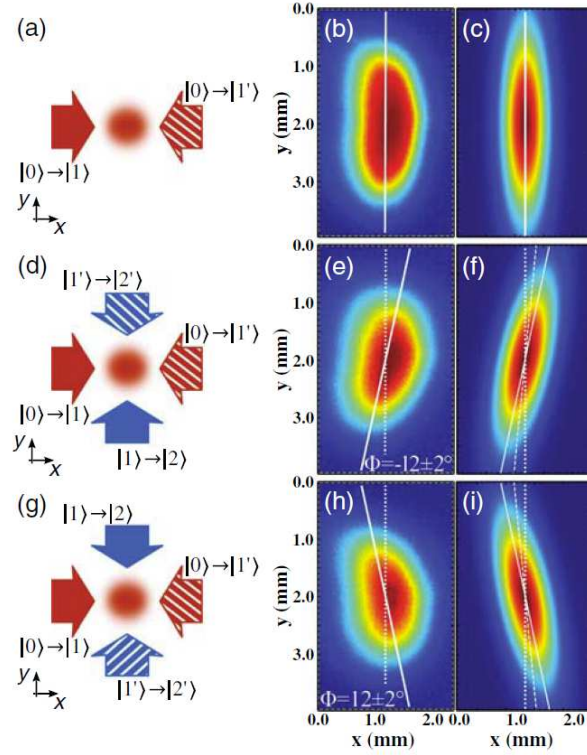 (a)
|0⟩→|1'⟩
|0⟩→|1⟩
y
x
(b)
(c)
0.0
1.0
y (mm)
2.0
3.0
(d)
|1'⟩→|2'⟩
|0⟩→|1'⟩
|0⟩→|1⟩
|1⟩→|2⟩
y
x
(e)
(f)
0.0
1.0
y (mm)
2.0
3.0
Φ=-12±2°
(g)
|1⟩→|2⟩
|0⟩→|1'⟩
|0⟩→|1⟩
|1'⟩→|2'⟩
y
x
(h)
(i)
0.0
1.0
y (mm)
2.0
3.0
Φ=12±2°
0.0 1.0 2.0 0.0 1.0 2.0
x (mm) x (mm)